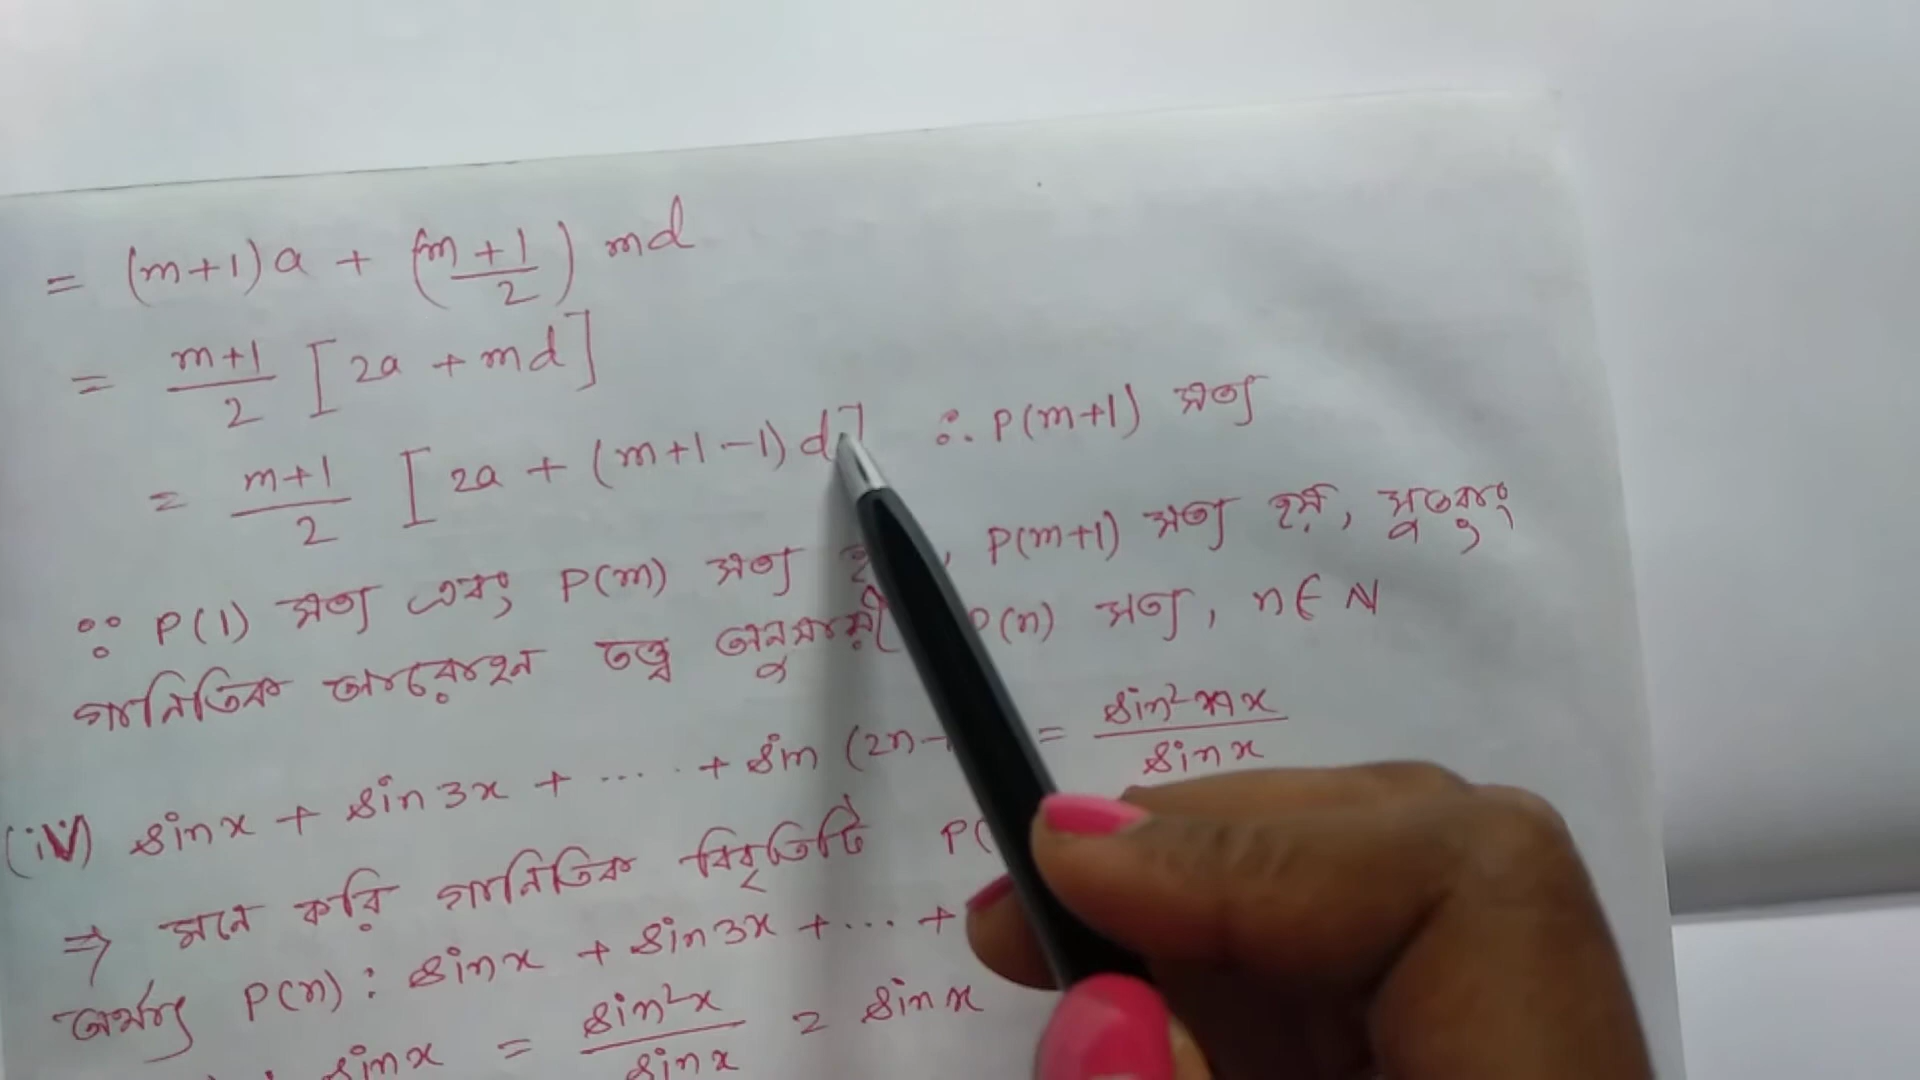 = (m+1)a + (m+1/2) md
= m+1/2 [2a + md]
= m+1/2 [2a + (m+1-1)d] ∴ P(m+1) সত্য
∵ P(1) সত্য এবং P(m) সত্য , P(m+1) সত্য হয়, সুতরাং
গানিতিক আরোহন তত্ত্ব অনুসারী P(n) সত্য, n∈N
(iv) sinx + sin3x + .... + sin (2n- = sin²nx/sinx
⇒ মনে করি গানিতিক বিবৃতিটি P(
অর্থাৎ P(n): sinx + sin3x + ... +
sinx = sin²x/sinx = sinx